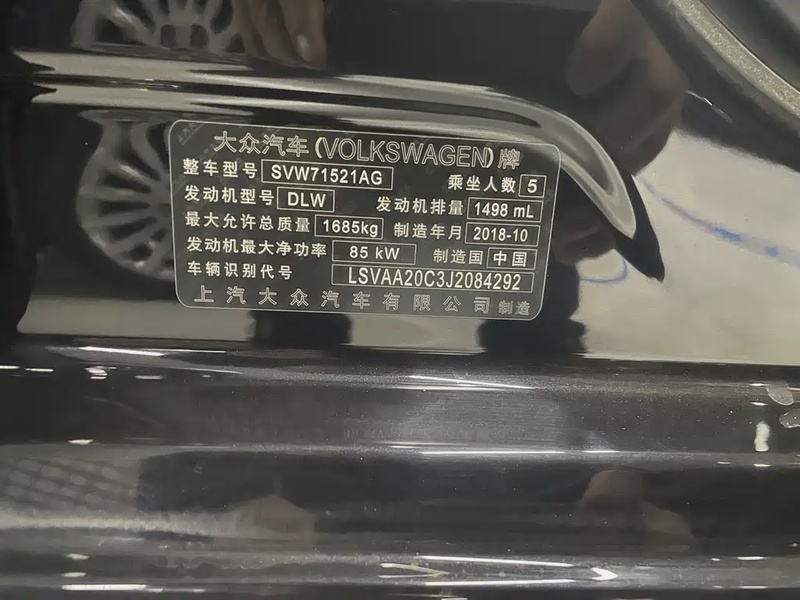 大众汽车(VOLKSWAGEN)牌
整车型号 SVW71521AG 乘坐人数 5
发动机型号 DLW 发动机排量 1498 mL
最大允许总质量 1685kg 制造年月 2018-10
发动机最大净功率 85 kW 制造国 中国
车辆识别代号 LSVAA20C3J2084292
上汽大众汽车有限公司 制造